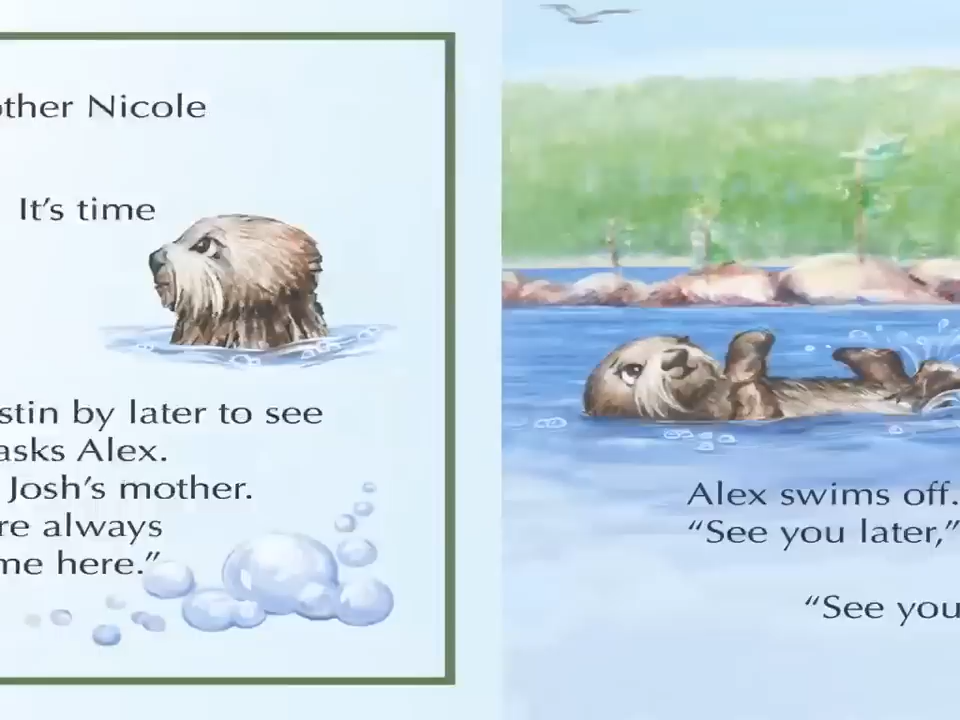 other Nicole
It's time
stin by later to see
asks Alex.
Josh's mother.
re always
me here."
Alex swims off.
"See you later,"
"See you